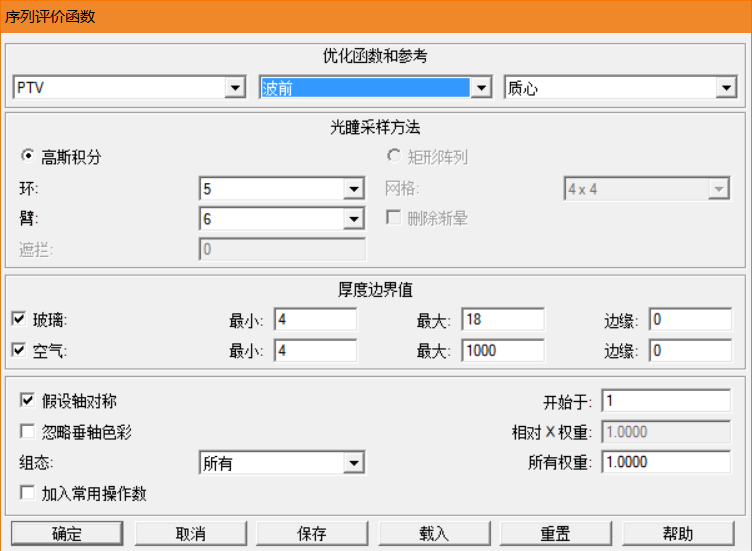 序列评价函数
优化函数和参考
PTV 波前 质心
光瞳采样方法
高斯积分 矩形阵列
环: 5 网格: 4 x 4
臂: 6 删除渐晕
遮拦: 0
厚度边界值
玻璃: 最小: 4 最大: 18 边缘: 0
空气: 最小: 4 最大: 1000 边缘: 0
假设轴对称 开始于: 1
忽略垂轴色彩 相对 X 权重: 1.0000
组态: 所有 所有权重: 1.0000
加入常用操作数
确定 取消 保存 载入 重置 帮助